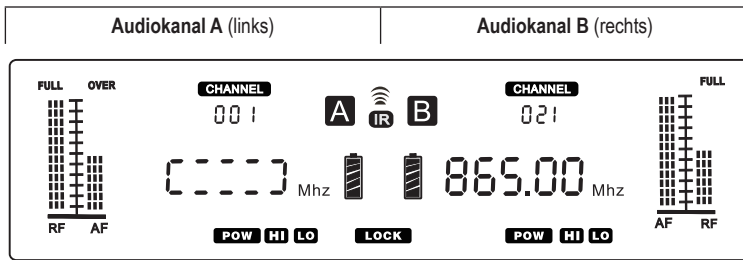 Audiokanal A (links) Audiokanal B (rechts)
FULL OVER CHANNEL CHANNEL FULL
001 A IR B 021
[----] Mhz 865.00 Mhz
RF AF AF RF
POW HI LO LOCK POW HI LO